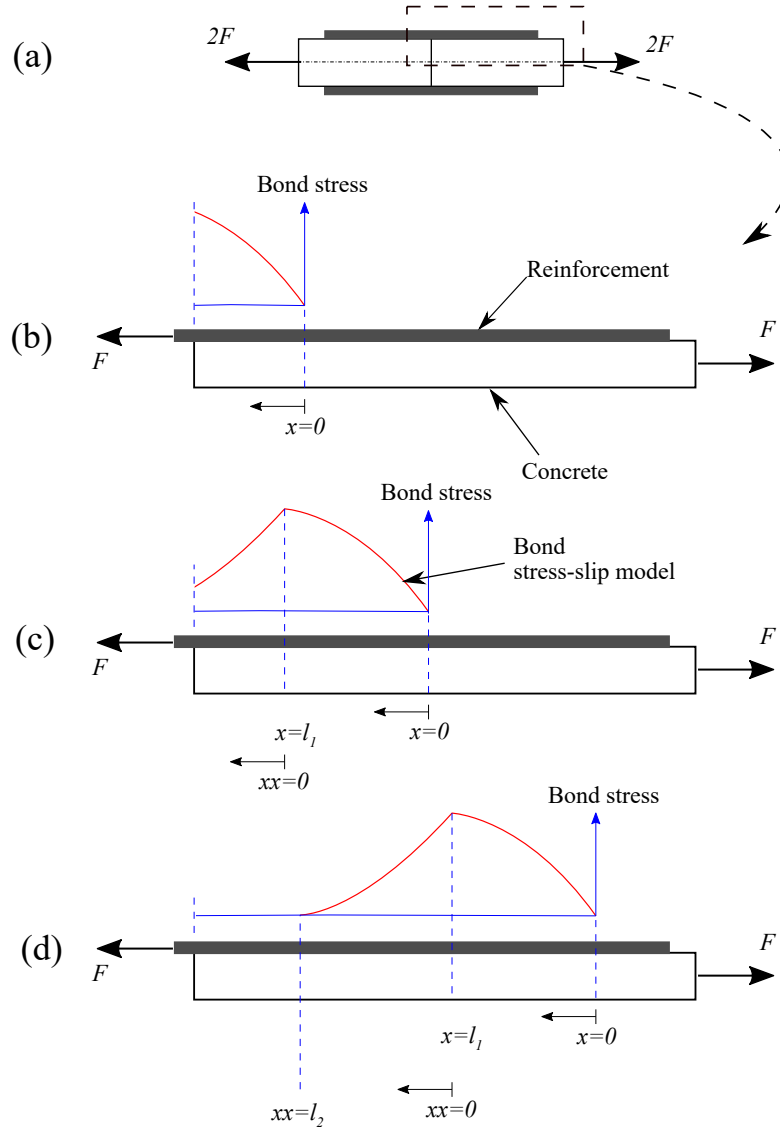 (a)
2F
2F
Bond stress
Reinforcement
(b)
F
F
x=0
Concrete
Bond stress
Bond
stress-slip model
(c)
F
F
x=l₁
x=0
xx=0
Bond stress
(d)
F
F
x=l₁
x=0
xx=l₂
xx=0